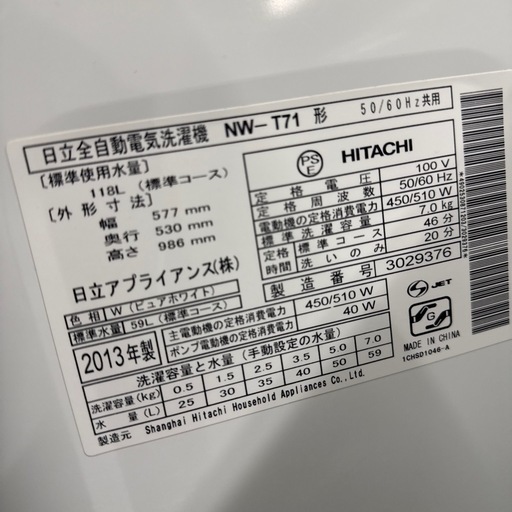 日立全自動電気洗濯機 NW-T71 形 50/60Hz共用
[標準使用水量]
118L (標準コース)
[外形寸法]
幅 577 mm
奥行 530 mm
高さ 986 mm
日立アプライアンス(株)
色相 W (ピュアホワイト)
標準水量 59L (標準コース)
2013年製
PS
E
HITACHI
定格電圧 100 V
定格周波数 50/60 Hz
電動機の定格消費電力 450/510 W
標準洗濯容量 7.0 kg
定格時間 標準コース 46分
洗いのみ 20分
製造番号 3029376
主電動機の定格消費電力 450/510 W
ポンプ電動機の定格消費電力 40 W
JET
G
MADE IN CHINA
1CHSD1046-A
洗濯容量と水量 (手動設定の水量)
洗濯容量(kg) 0.5 1.5 2.5 3.5 5.0 7.0
水量(L) 25 30 35 40 50 59
製造元 Shanghai Hitachi Household Appliances Co.,Ltd.